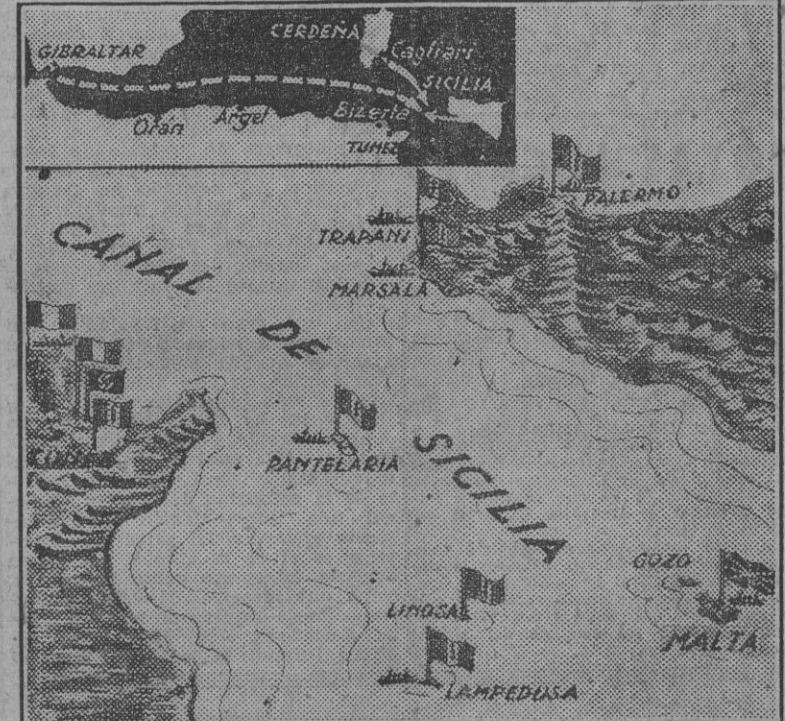 CERDEÑA
GIBRALTAR
Cagliari
SICILIA
Orán
Argel
Bizerta
TUNEZ
PALERMO
TRAPANI
MARSALA
CANAL DE SICILIA
PANTELARIA
GOZO
LINOSA
MALTA
LAMPEDUSA